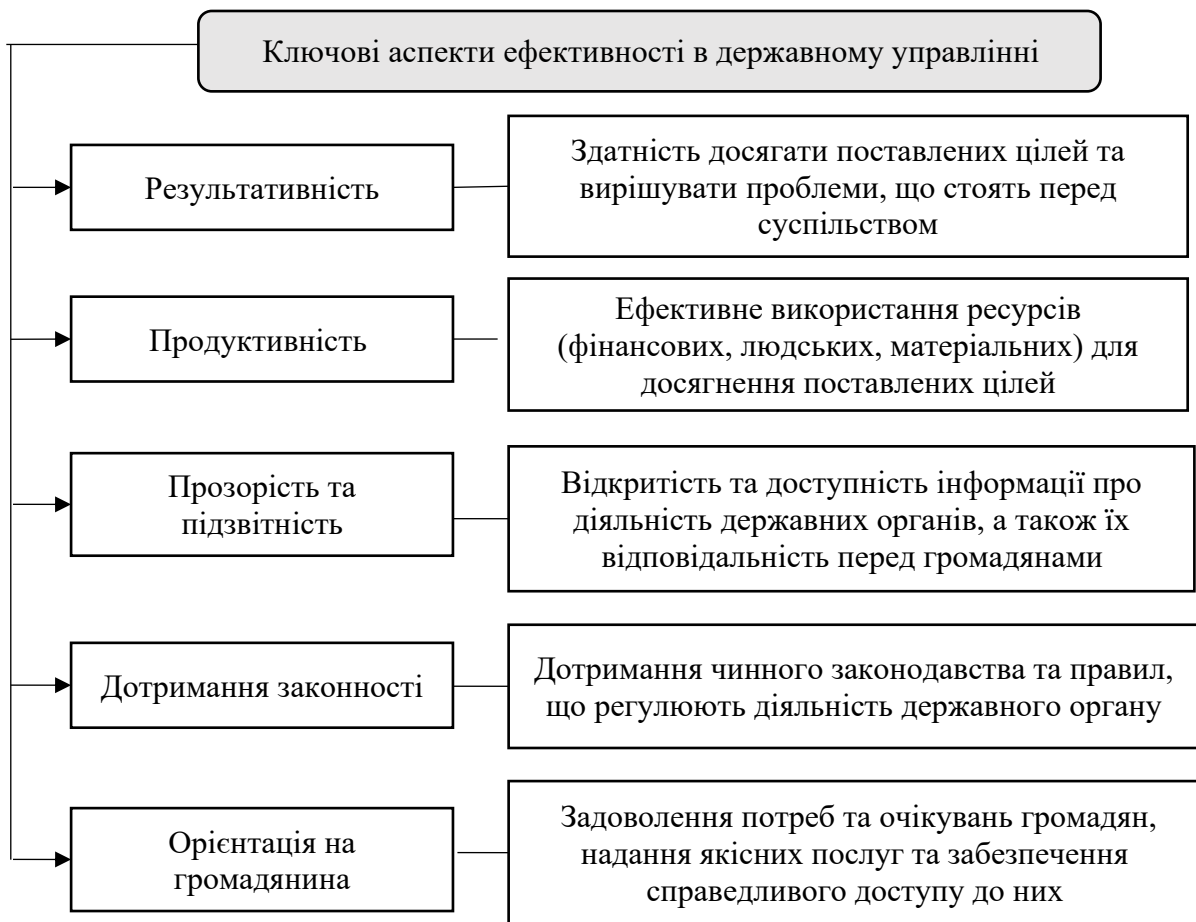 Ключові аспекти ефективності в державному управлінні
Результативність
Здатність досягати поставлених цілей та
вирішувати проблеми, що стоять перед
суспільством
Продуктивність
Ефективне використання ресурсів
(фінансових, людських, матеріальних) для
досягнення поставлених цілей
Прозорість та
підзвітність
Відкритість та доступність інформації про
діяльність державних органів, а також їх
відповідальність перед громадянами
Дотримання законності
Дотримання чинного законодавства та правил,
що регулюють діяльність державного органу
Орієнтація на
громадянина
Задоволення потреб та очікувань громадян,
надання якісних послуг та забезпечення
справедливого доступу до них